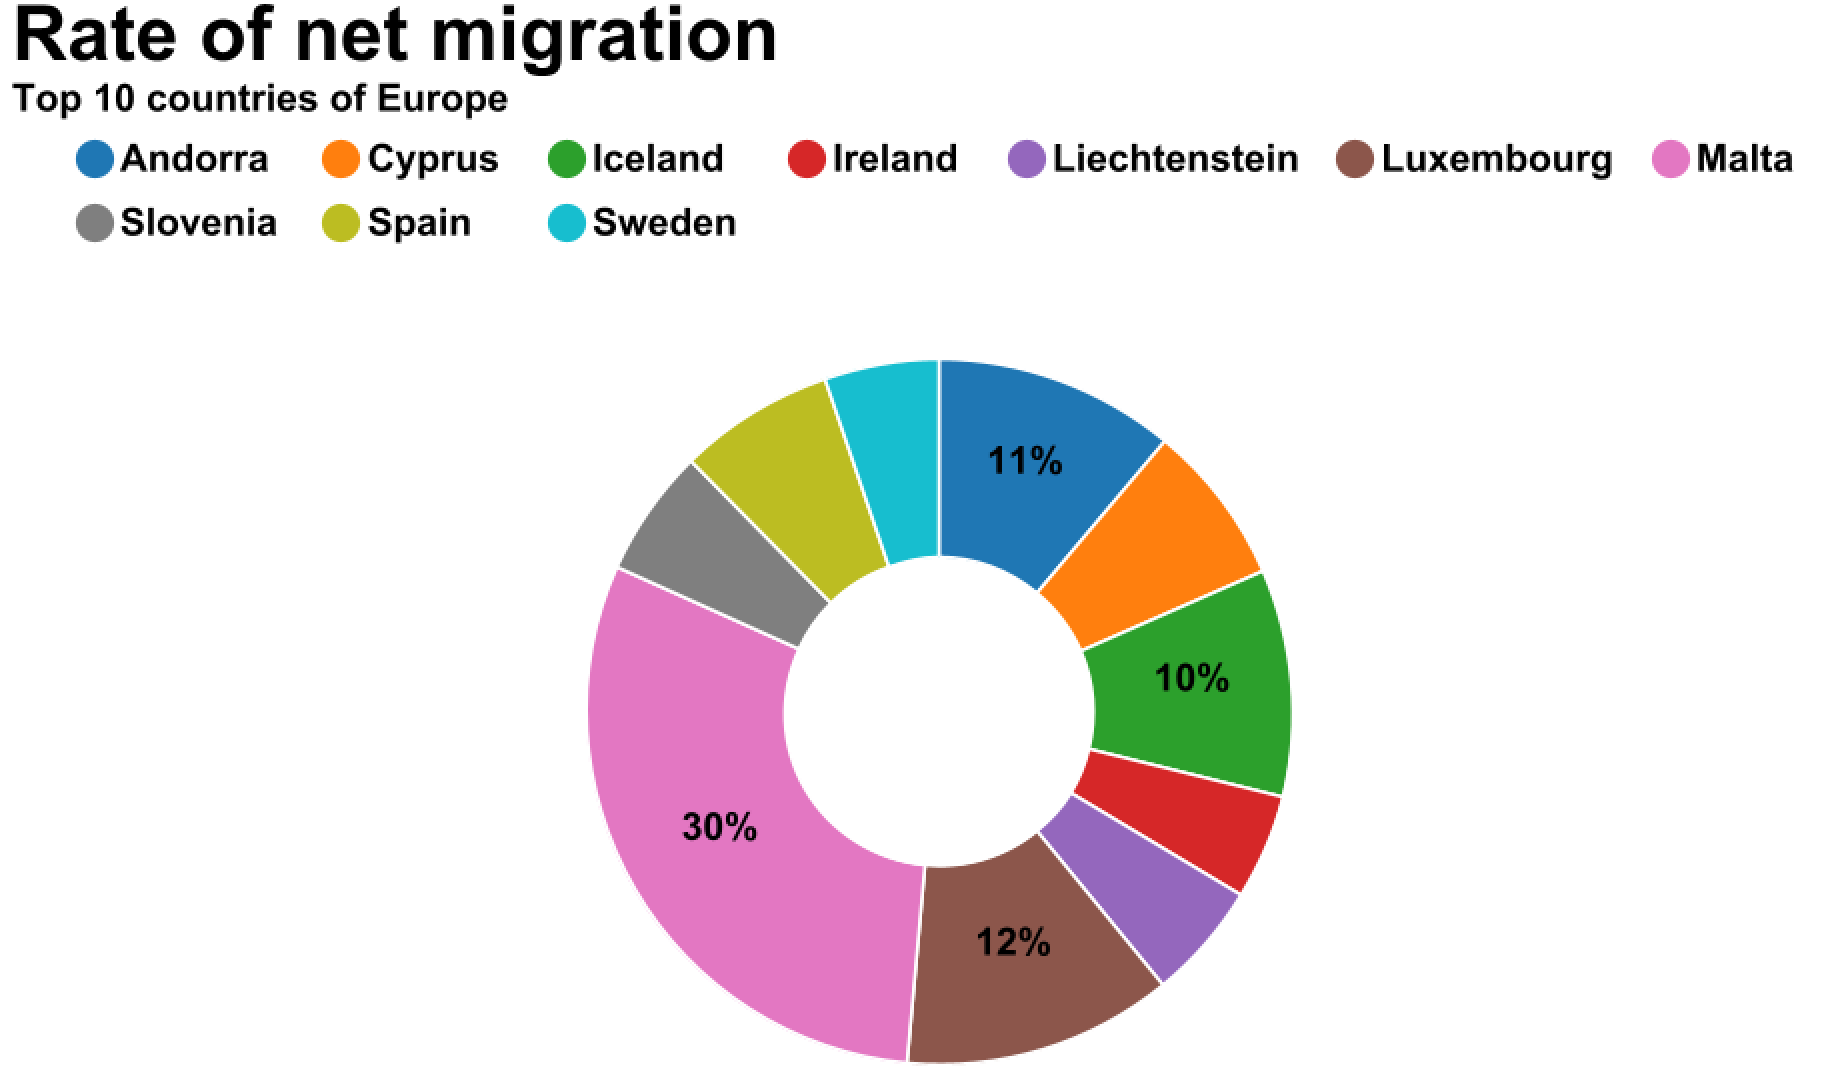 Rate of net migration
Top 10 countries of Europe
Andorra Cyprus Iceland Ireland Liechtenstein Luxembourg Malta
Slovenia Spain Sweden
11%
10%
30%
12%